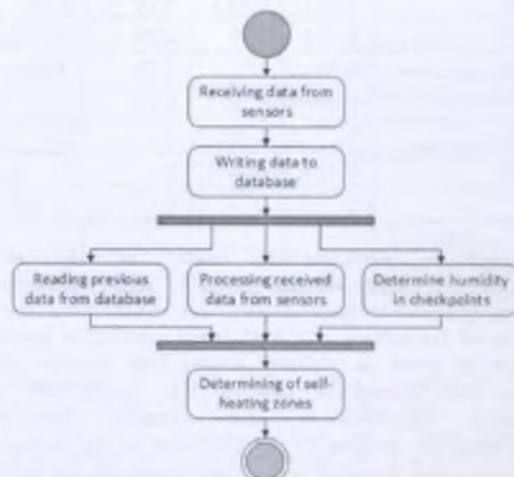 Receiving data from
sensors
Writing data to
database
Reading previous
data from database
Processing received
data from sensors
Determine humidity
in checkpoints
Determining of self-
heating zones